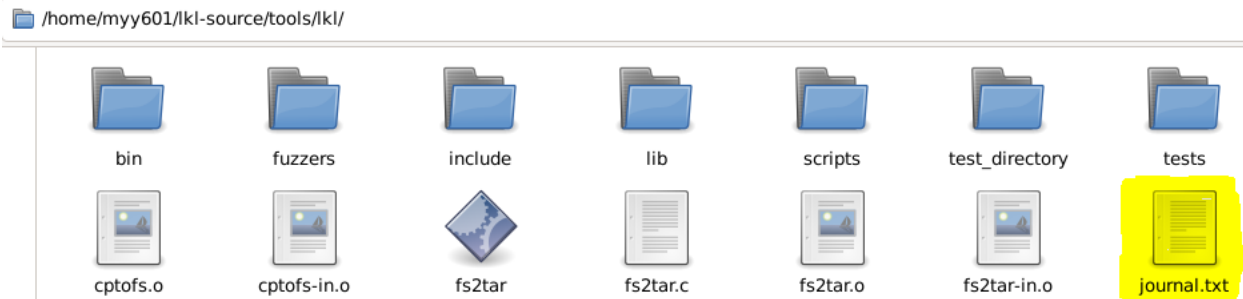 /home/myy601/lkl-source/tools/lkl/
bin fuzzers include lib scripts test_directory tests
cptofs.o cptofs-in.o fs2tar fs2tar.c fs2tar.o fs2tar-in.o journal.txt